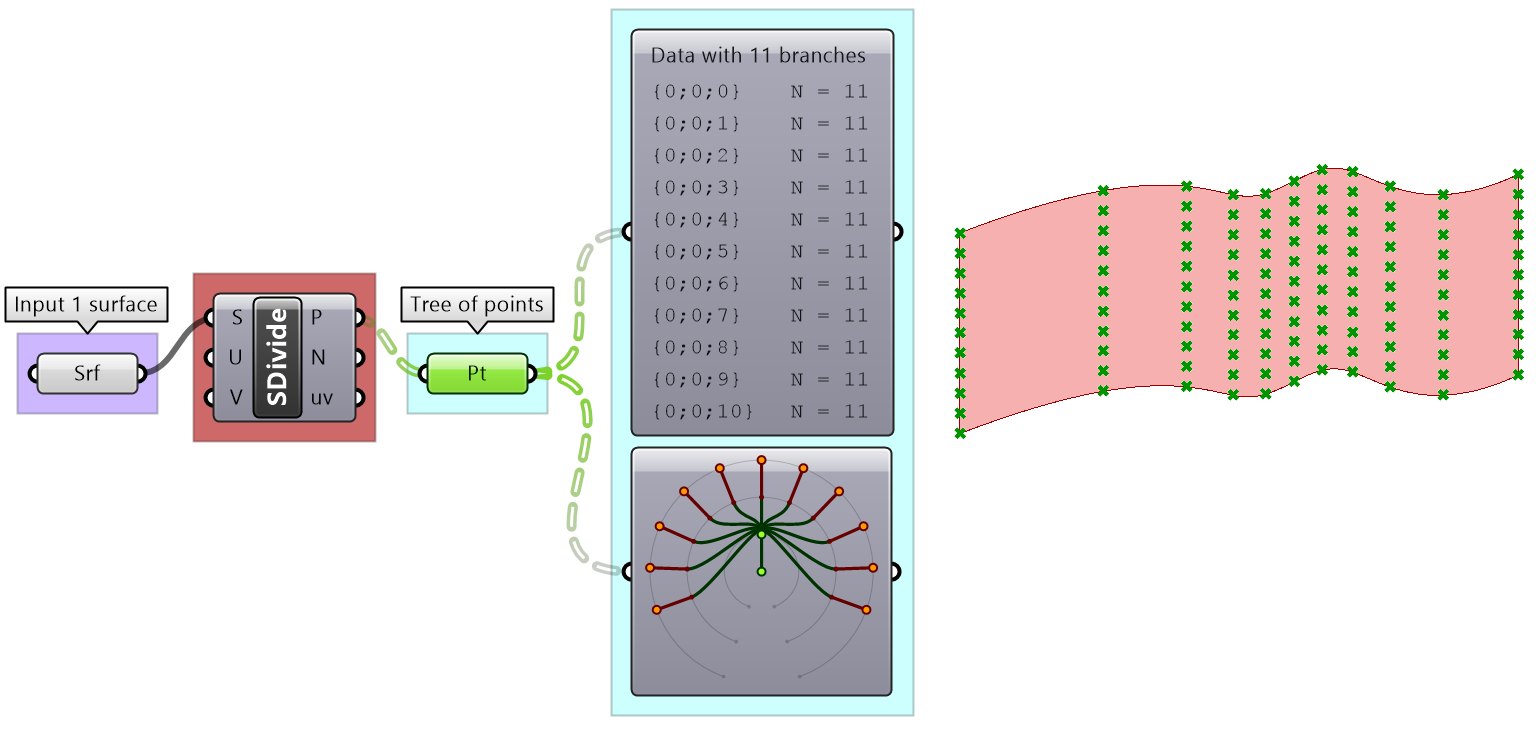 Input 1 surface
Srf
S
U
V
SDivide
P
N
uv
Tree of points
Pt
Data with 11 branches
{0;0;0} N = 11
{0;0;1} N = 11
{0;0;2} N = 11
{0;0;3} N = 11
{0;0;4} N = 11
{0;0;5} N = 11
{0;0;6} N = 11
{0;0;7} N = 11
{0;0;8} N = 11
{0;0;9} N = 11
{0;0;10} N = 11